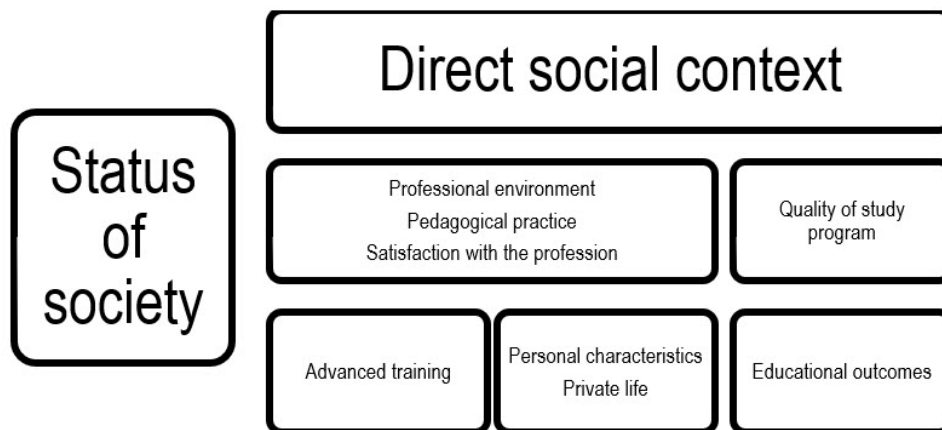 Direct social context
Status
of
society
Professional environment
Pedagogical practice
Satisfaction with the profession
Quality of study
program
Advanced training
Personal characteristics
Private life
Educational outcomes